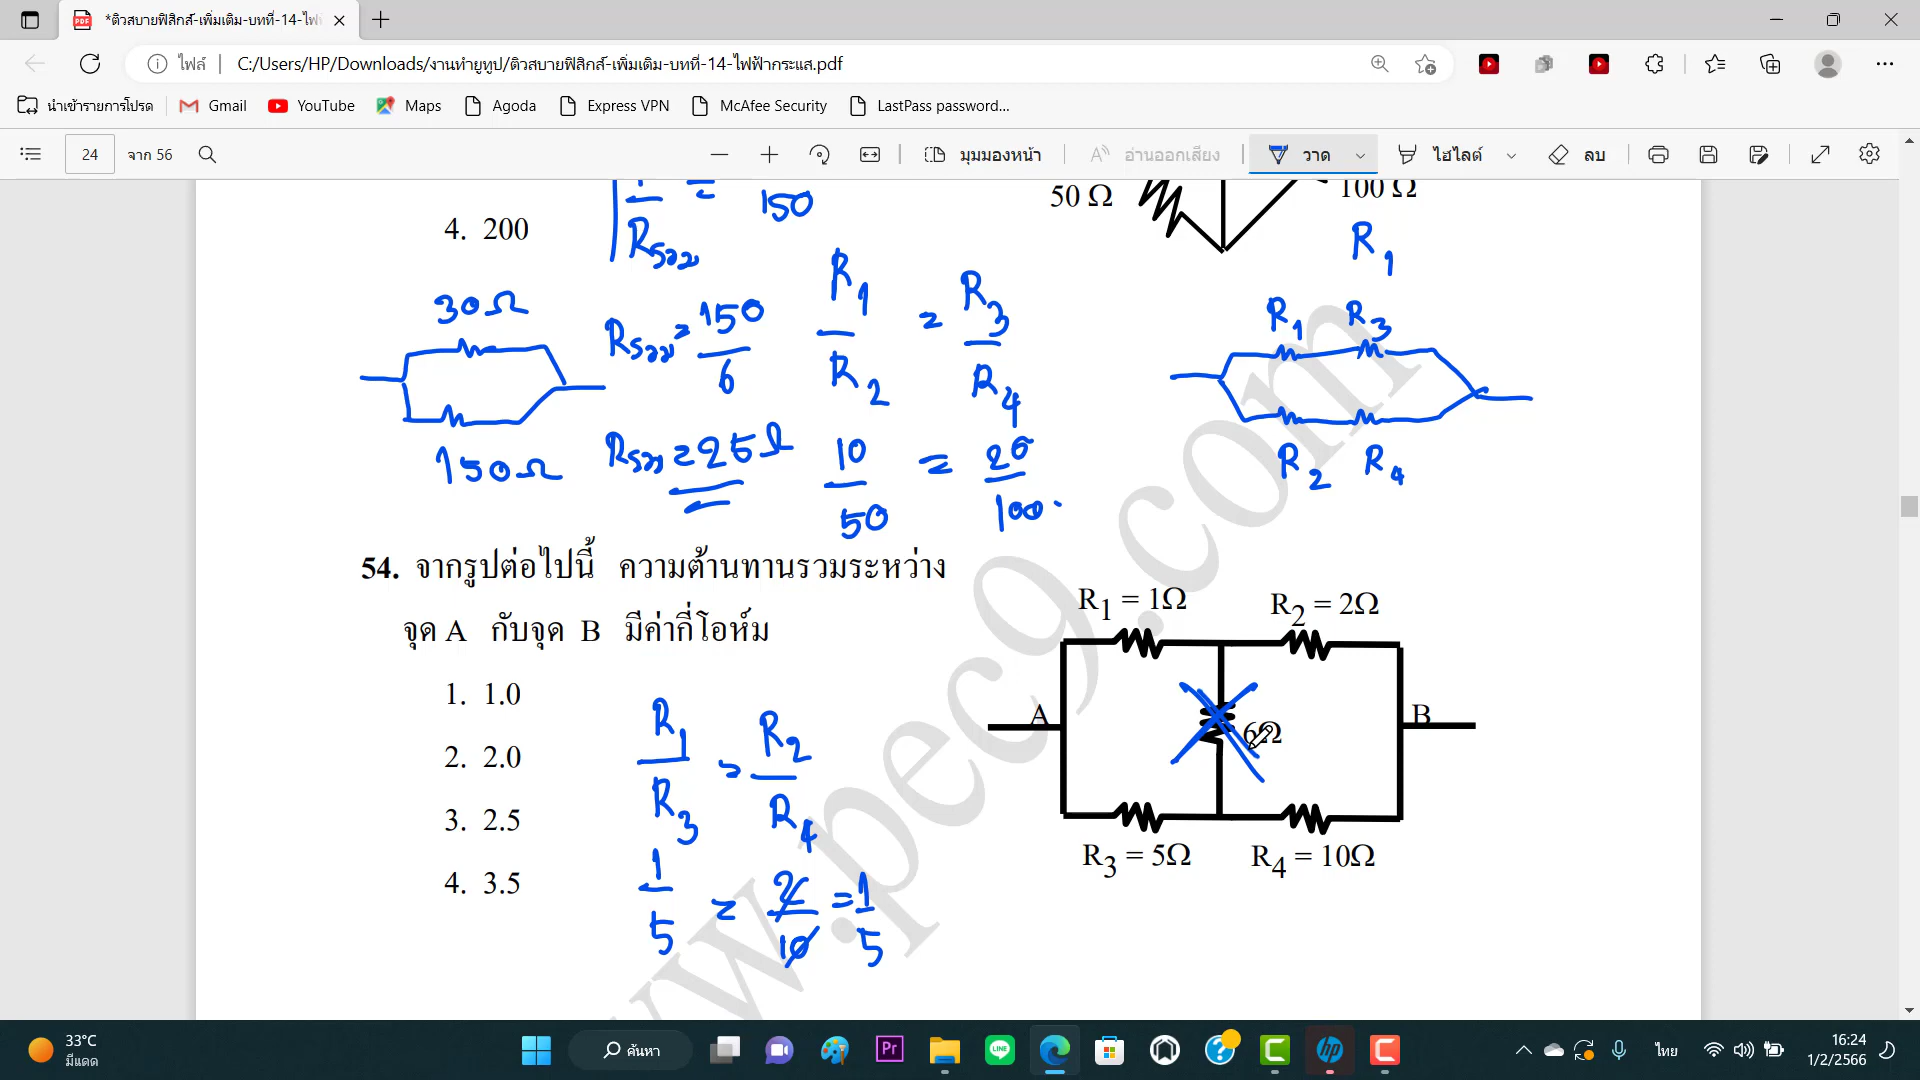 *ติวสบายฟิสิกส์-เพิ่มเติม-บทที่-14-ไฟ
ไฟล์ C:/Users/HP/Downloads/งานทำยูทูป/ติวสบายฟิสิกส์-เพิ่มเติม-บทที่-14-ไฟฟ้ากระแส.pdf
นำเข้ารายการโปรด Gmail YouTube Maps Agoda Express VPN McAfee Security LastPass password...
24 จาก 56 มุมมองหน้า อ่านออกเสียง วาด ไฮไลต์ ลบ
4. 200
R รวม
150
50 Ω
100 Ω
R1
30Ω
150Ω
Rรวม = 150/6
Rรวม = 25Ω
R1/R2 = R3/R4
10/50 = 20/100
R1 R3
R2 R4
54. จากรูปต่อไปนี้ ความต้านทานรวมระหว่าง
จุด A กับจุด B มีค่ากี่โอห์ม
1. 1.0
2. 2.0
3. 2.5
4. 3.5
R1/R3 = R2/R4
1/5 = 2/10 = 1/5
R1 = 1Ω R2 = 2Ω
A 6Ω B
R3 = 5Ω R4 = 10Ω
www.pec9.com
33°C
มีแดด
ค้นหา
Pr
LINE
hp
ไทย
16:24
1/2/2566